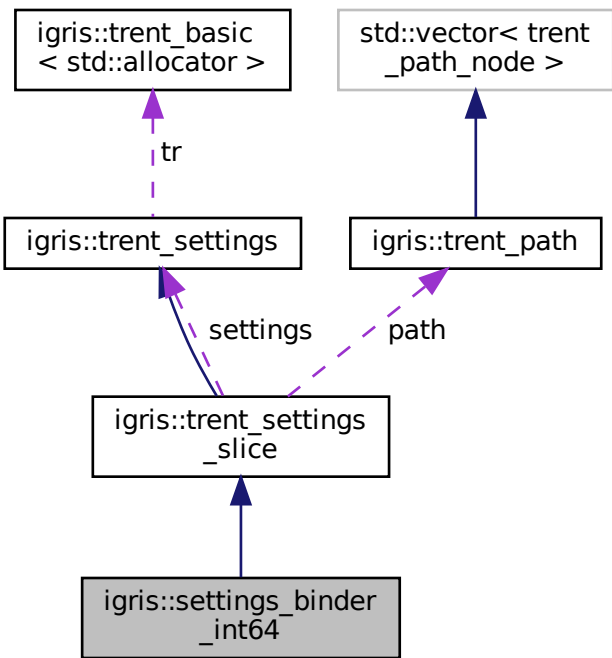 igris::trent_basic
< std::allocator >
std::vector< trent
_path_node >
tr
igris::trent_settings
igris::trent_path
settings
path
igris::trent_settings
_slice
igris::settings_binder
_int64